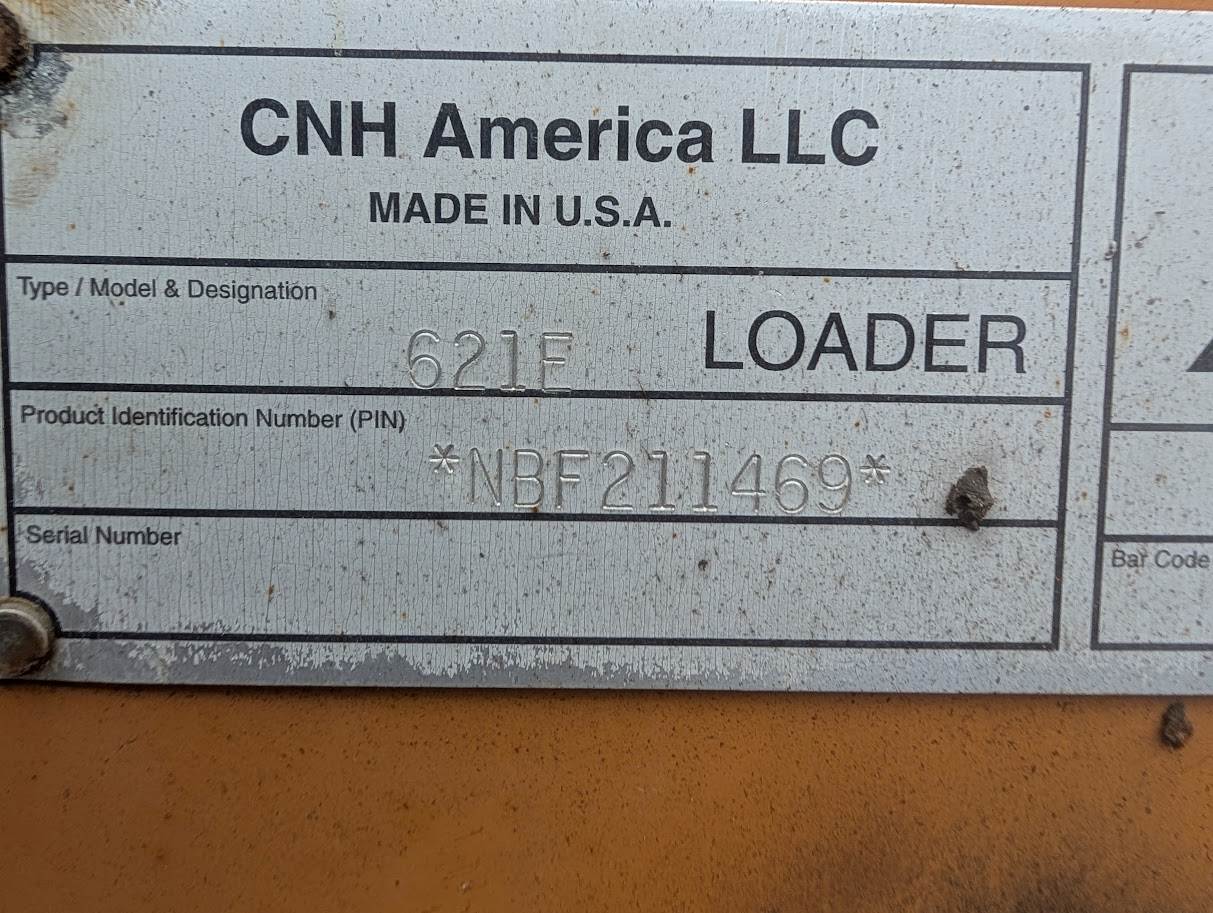 CNH America LLC
MADE IN U.S.A.
Type / Model & Designation
621E LOADER
Product Identification Number (PIN)
*NBF211469*
Serial Number
Bar Code